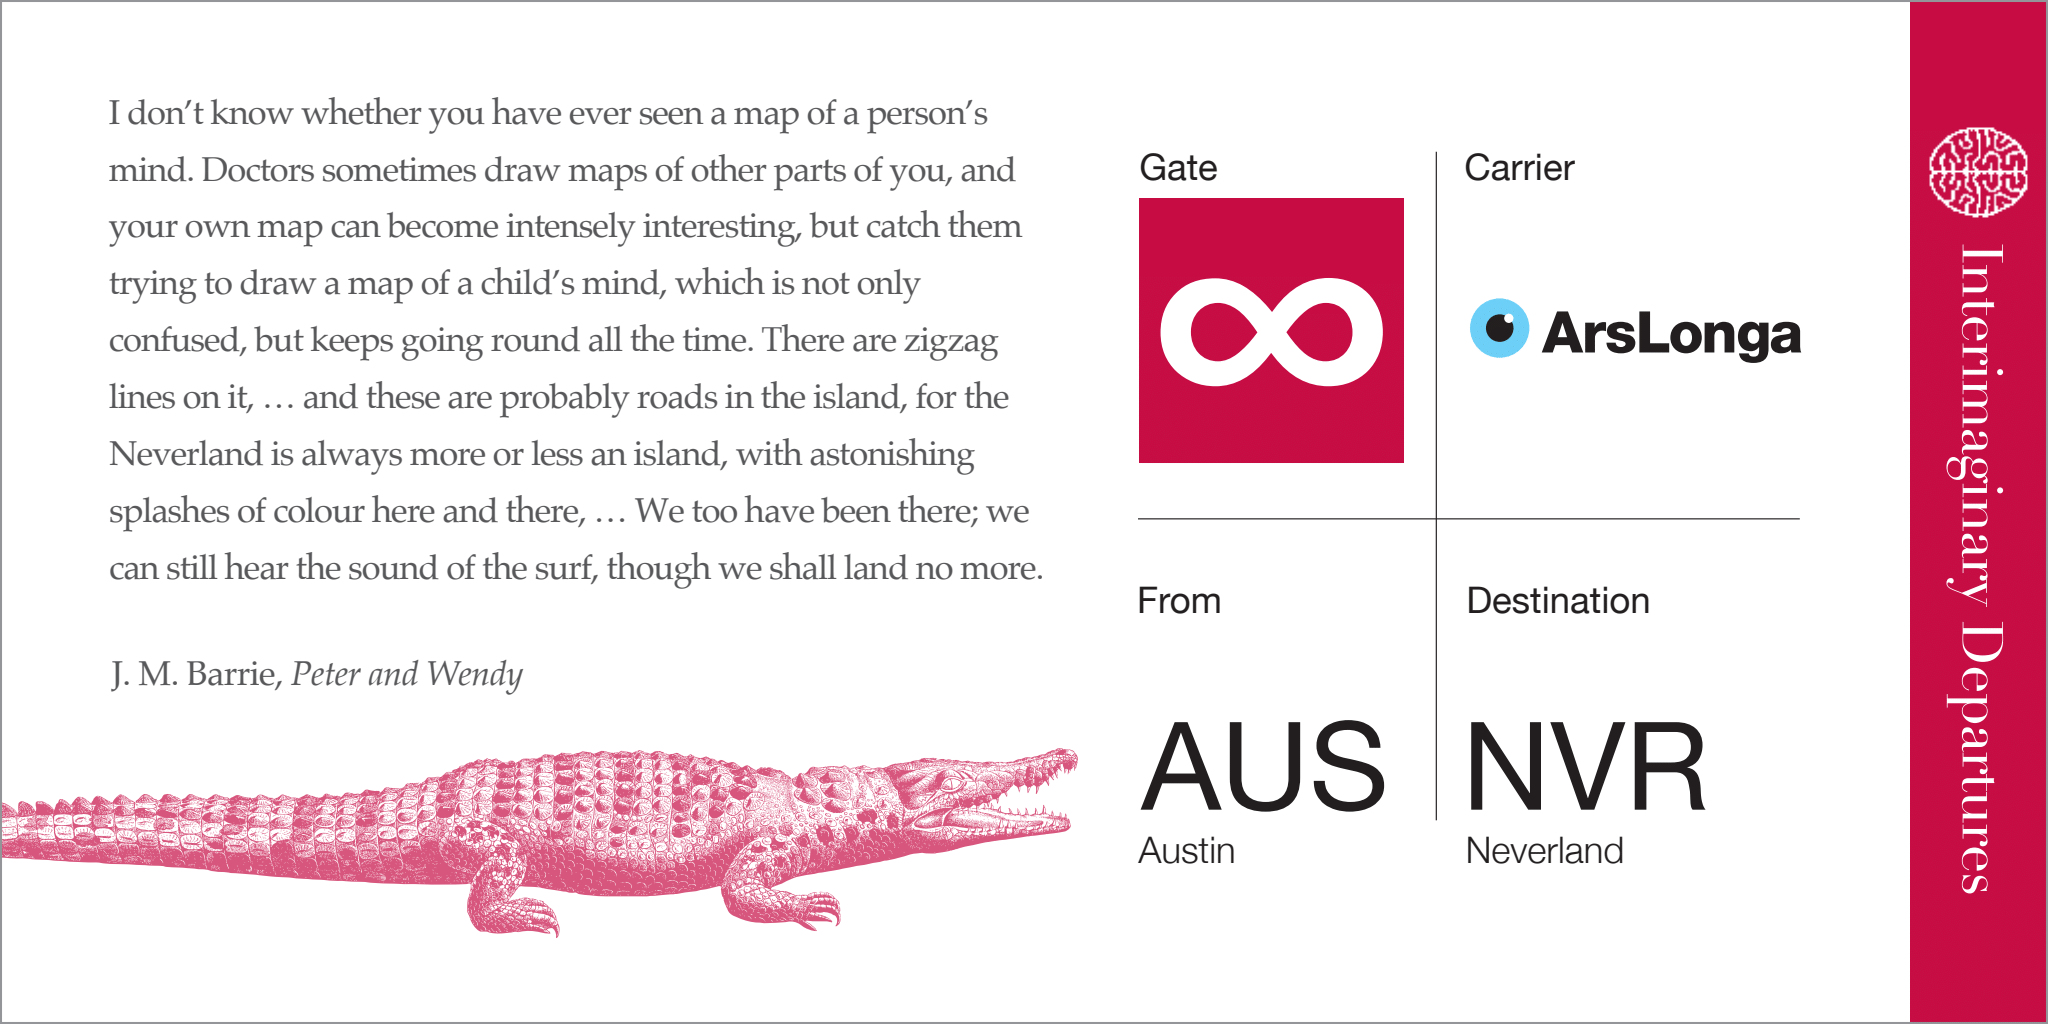 I don’t know whether you have ever seen a map of a person’s
mind. Doctors sometimes draw maps of other parts of you, and
your own map can become intensely interesting, but catch them
trying to draw a map of a child’s mind, which is not only
confused, but keeps going round all the time. There are zigzag
lines on it, … and these are probably roads in the island, for the
Neverland is always more or less an island, with astonishing
splashes of colour here and there, … We too have been there; we
can still hear the sound of the surf, though we shall land no more.
J. M. Barrie, Peter and Wendy
Gate
∞
Carrier
ArsLonga
From
AUS
Austin
Destination
NVR
Neverland
Interimaginary Departures